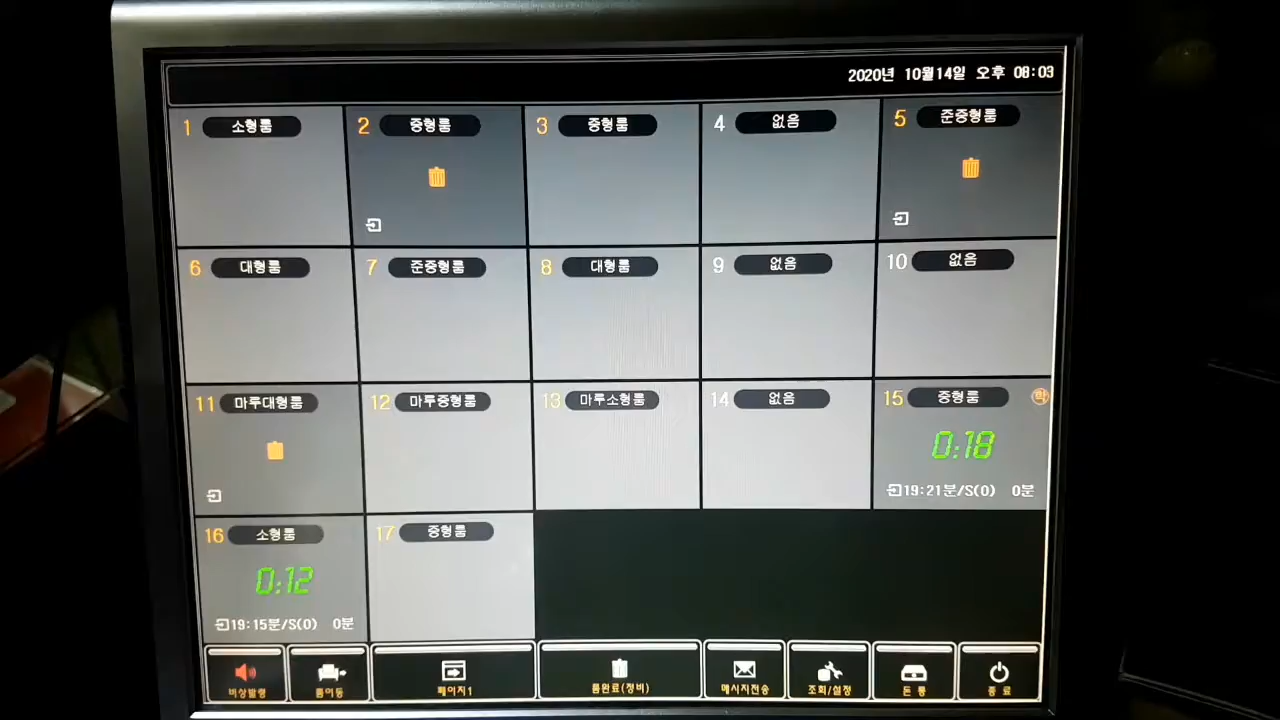 2020년 10월14일 오후 08:03
1 소형룸
2 중형룸
3 중형룸
4 없음
5 준중형룸
6 대형룸
7 준중형룸
8 대형룸
9 없음
10 없음
11 마루대형룸
12 마루중형룸
13 마루소형룸
14 없음
15 중형룸
0:18
19:21분/S(0) 0분
16 소형룸
0:12
19:15분/S(0) 0분
17 중형룸
비상발령
룸이동
페이지1
룸완료(정비)
메시지전송
조회/설정
돈통
종료